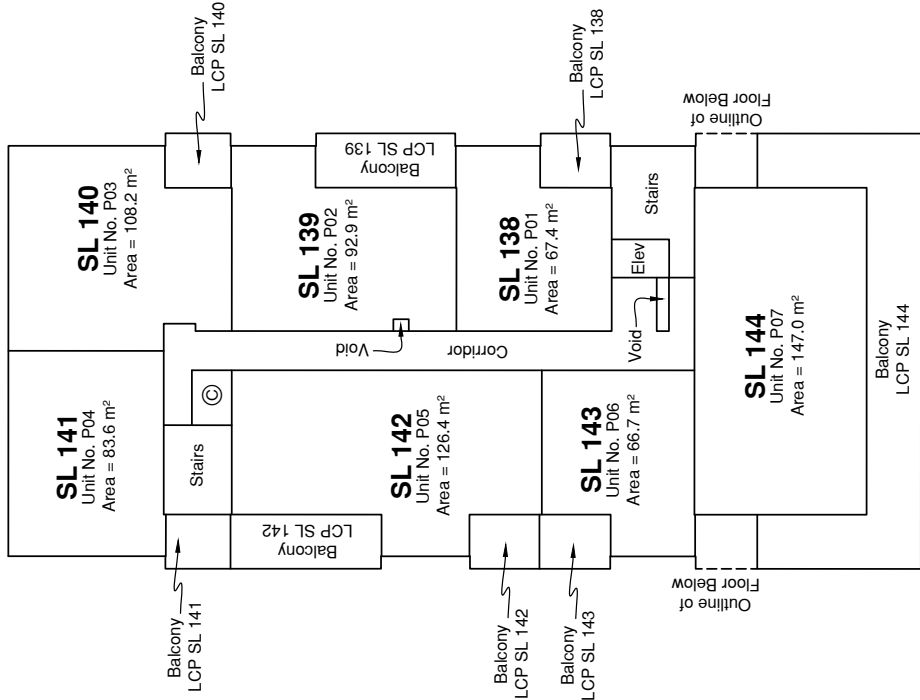 Balcony
LCP SL 140
SL 140
Unit No. P03
Area = 108.2 m²
SL 141
Unit No. P04
Area = 83.6 m²
Stairs
©
Balcony
LCP SL 141
SL 139
Unit No. P02
Area = 92.9 m²
Balcony
LCP SL 139
Void
Corridor
Balcony
LCP SL 142
SL 142
Unit No. P05
Area = 126.4 m²
Balcony
LCP SL 138
SL 138
Unit No. P01
Area = 67.4 m²
Stairs
Elev
Void
Balcony
LCP SL 142
Balcony
LCP SL 143
SL 143
Unit No. P06
Area = 66.7 m²
Outline of
Floor Below
Outline of
Floor Below
SL 144
Unit No. P07
Area = 147.0 m²
Balcony
LCP SL 144